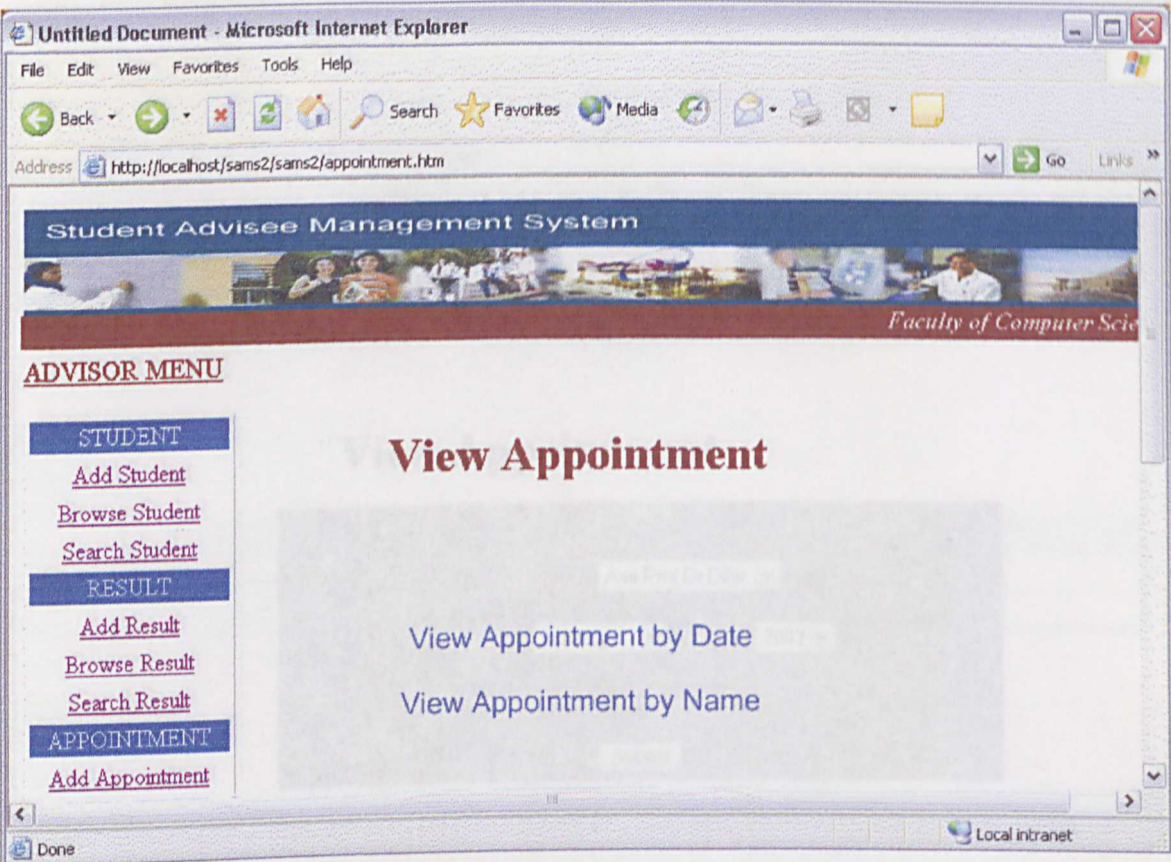 Untitled Document - Microsoft Internet Explorer
File Edit View Favorites Tools Help
Back Search Favorites Media
Address http://localhost/sams2/sams2/appointment.htm Go Links »
Student Advisee Management System
Faculty of Computer Scie
ADVISOR MENU
STUDENT
Add Student
Browse Student
Search Student
RESULT
Add Result
Browse Result
Search Result
APPOINTMENT
Add Appointment
View Appointment
View Appointment by Date
View Appointment by Name
Done
Local intranet